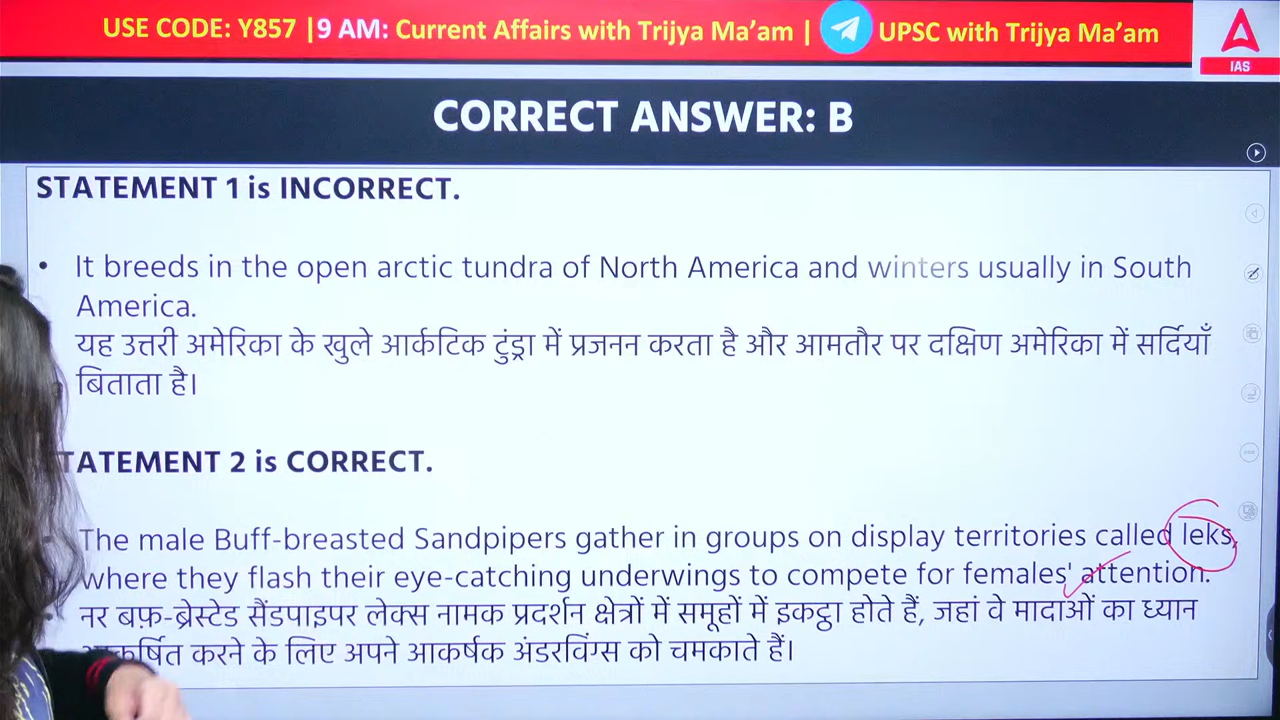 USE CODE: Y857 |9 AM: Current Affairs with Trijya Ma’am | UPSC with Trijya Ma’am
IAS
CORRECT ANSWER: B
STATEMENT 1 is INCORRECT.
• It breeds in the open arctic tundra of North America and winters usually in South
America.
यह उत्तरी अमेरिका के खुले आर्कटिक टुंड्रा में प्रजनन करता है और आमतौर पर दक्षिण अमेरिका में सर्दियाँ
बिताता है।
TATEMENT 2 is CORRECT.
The male Buff-breasted Sandpipers gather in groups on display territories called leks,
where they flash their eye-catching underwings to compete for females' attention.
नर बफ़-ब्रेस्टेड सैंडपाइपर लेक्स नामक प्रदर्शन क्षेत्रों में समूहों में इकट्ठा होते हैं, जहां वे मादाओं का ध्यान
करने के लिए अपने आकर्षक अंडरविंग्स को चमकाते हैं।